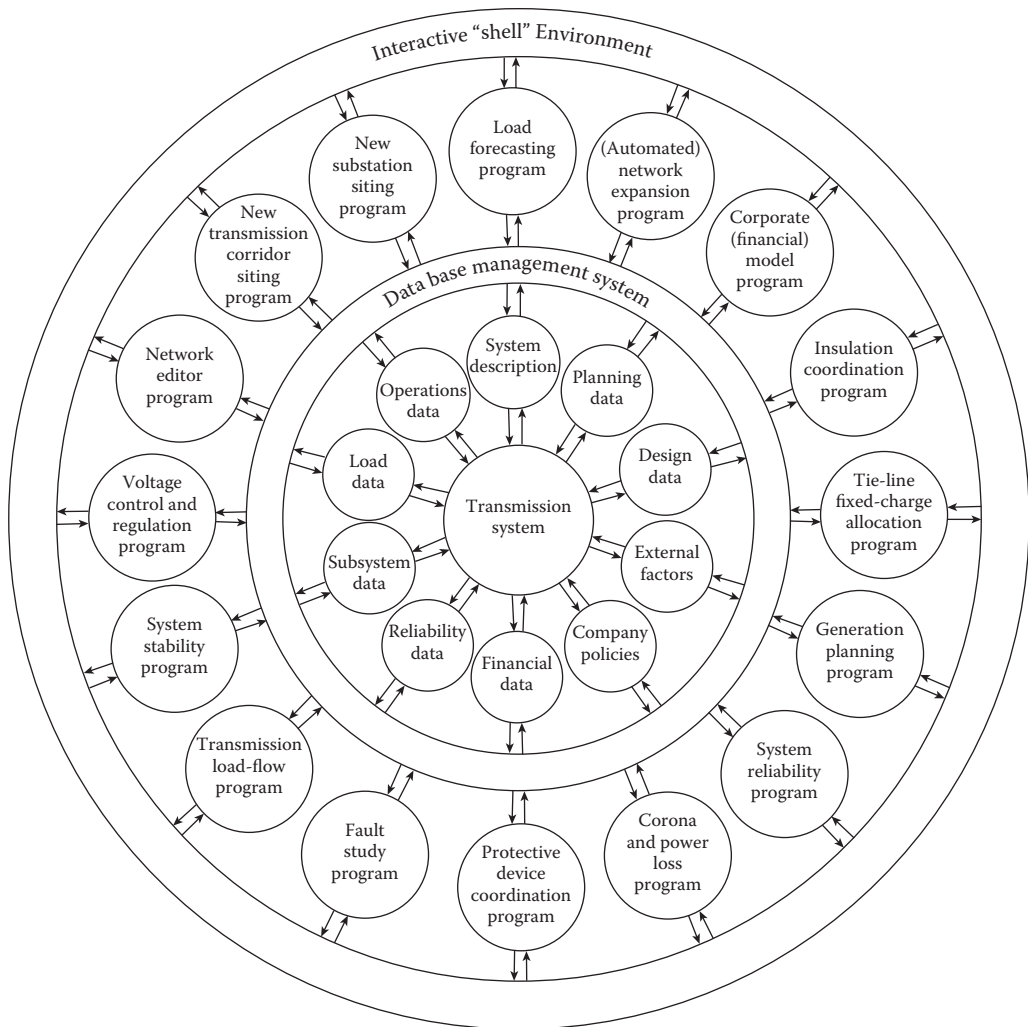 Interactive “shell” Environment
Load
forecasting
program
(Automated)
network
expansion
program
Corporate
(financial)
model
program
Insulation
coordination
program
Tie-line
fixed-charge
allocation
program
Generation
planning
program
System
reliability
program
Corona
and power
loss
program
Protective
device
coordination
program
Fault
study
program
Transmission
load-flow
program
System
stability
program
Voltage
control and
regulation
program
Network
editor
program
New
transmission
corridor
siting
program
New
substation
siting
program
Data base management system
System
description
Planning
data
Design
data
External
factors
Company
policies
Financial
data
Reliability
data
Subsystem
data
Load
data
Operations
data
Transmission
system